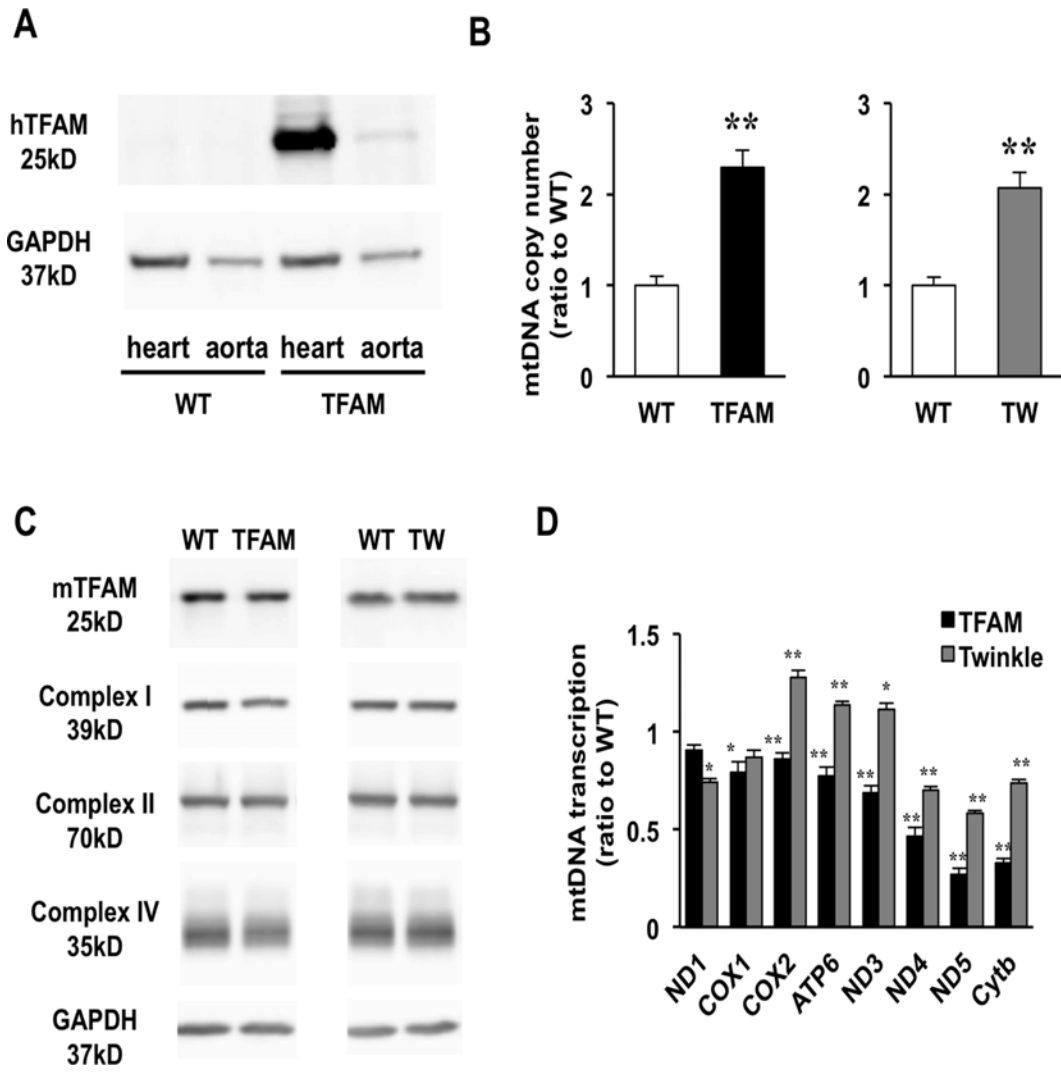 A
hTFAM
25kD
GAPDH
37kD
heart aorta heart aorta
WT TFAM
B
mtDNA copy number
(ratio to WT)
3
2
1
0
**
WT TFAM
3
2
1
0
**
WT TW
C
WT TFAM WT TW
mTFAM
25kD
Complex I
39kD
Complex II
70kD
Complex IV
35kD
GAPDH
37kD
D
TFAM
Twinkle
mtDNA transcription
(ratio to WT)
1.5
1
0.5
0
* * ** ** ** ** ** * ** ** ** ** ** **
ND1 COX1 COX2 ATP6 ND3 ND4 ND5 Cytb